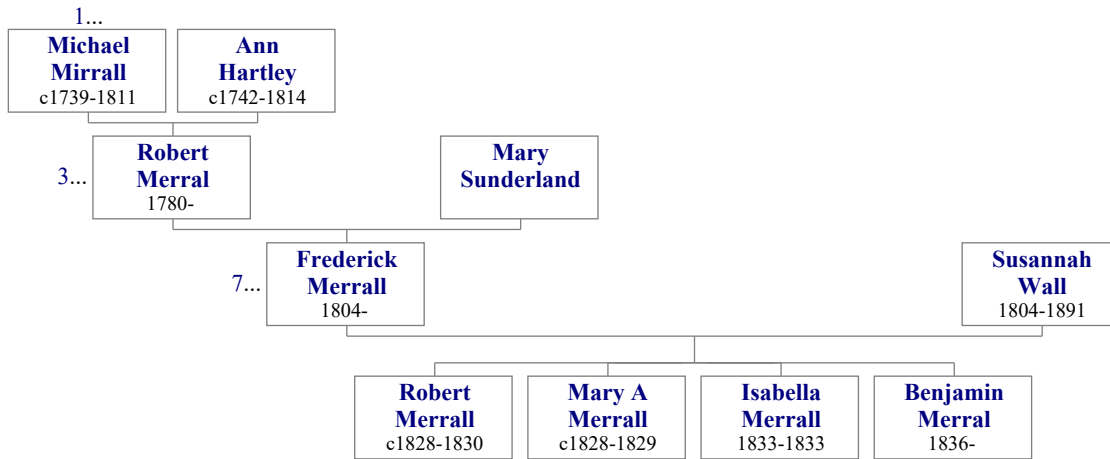 1...
Michael
Mirrall
c1739-1811
Ann
Hartley
c1742-1814
3...
Robert
Merral
1780-
Mary
Sunderland
7...
Frederick
Merrall
1804-
Susannah
Wall
1804-1891
Robert
Merrall
c1828-1830
Mary A
Merrall
c1828-1829
Isabella
Merrall
1833-1833
Benjamin
Merral
1836-